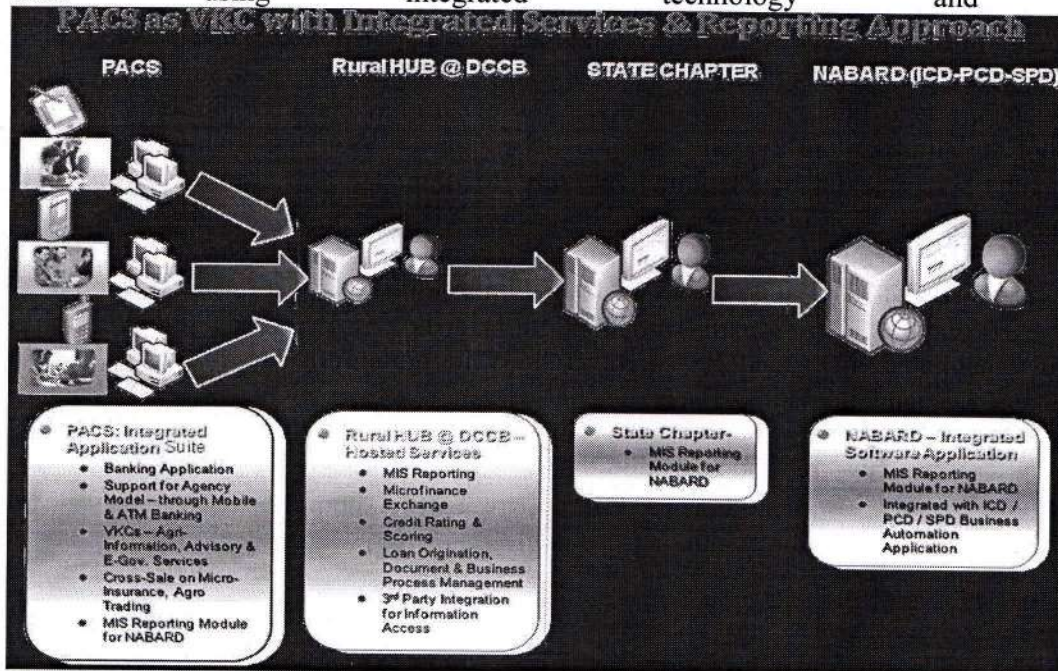 using integrated technology and
PACS as VKC with Integrated Services & Reporting Approach
PACS
Rural HUB @ DCCB
STATE CHAPTER
NABARD (ICD-PCD-SPD)
PACS: Integrated
Application Suite
Banking Application
Support for Agency
Model – through Mobile
& ATM Banking
VKCs – Agri-
Information, Advisory &
E-Gov. Services
Cross-Sale on Micro-
Insurance, Agro
Trading
MIS Reporting Module
for NABARD
Rural HUB @ DCCB –
Hosted Services
MIS Reporting
Microfinance
Exchange
Credit Rating &
Scoring
Loan Origination,
Document & Business
Process Management
3rd Party Integration
for Information
Access
State Chapter-
MIS Reporting
Module for
NABARD
NABARD – Integrated
Software Application
MIS Reporting
Module for NABARD
Integrated with ICD /
PCD / SPD Business
Automation
Application